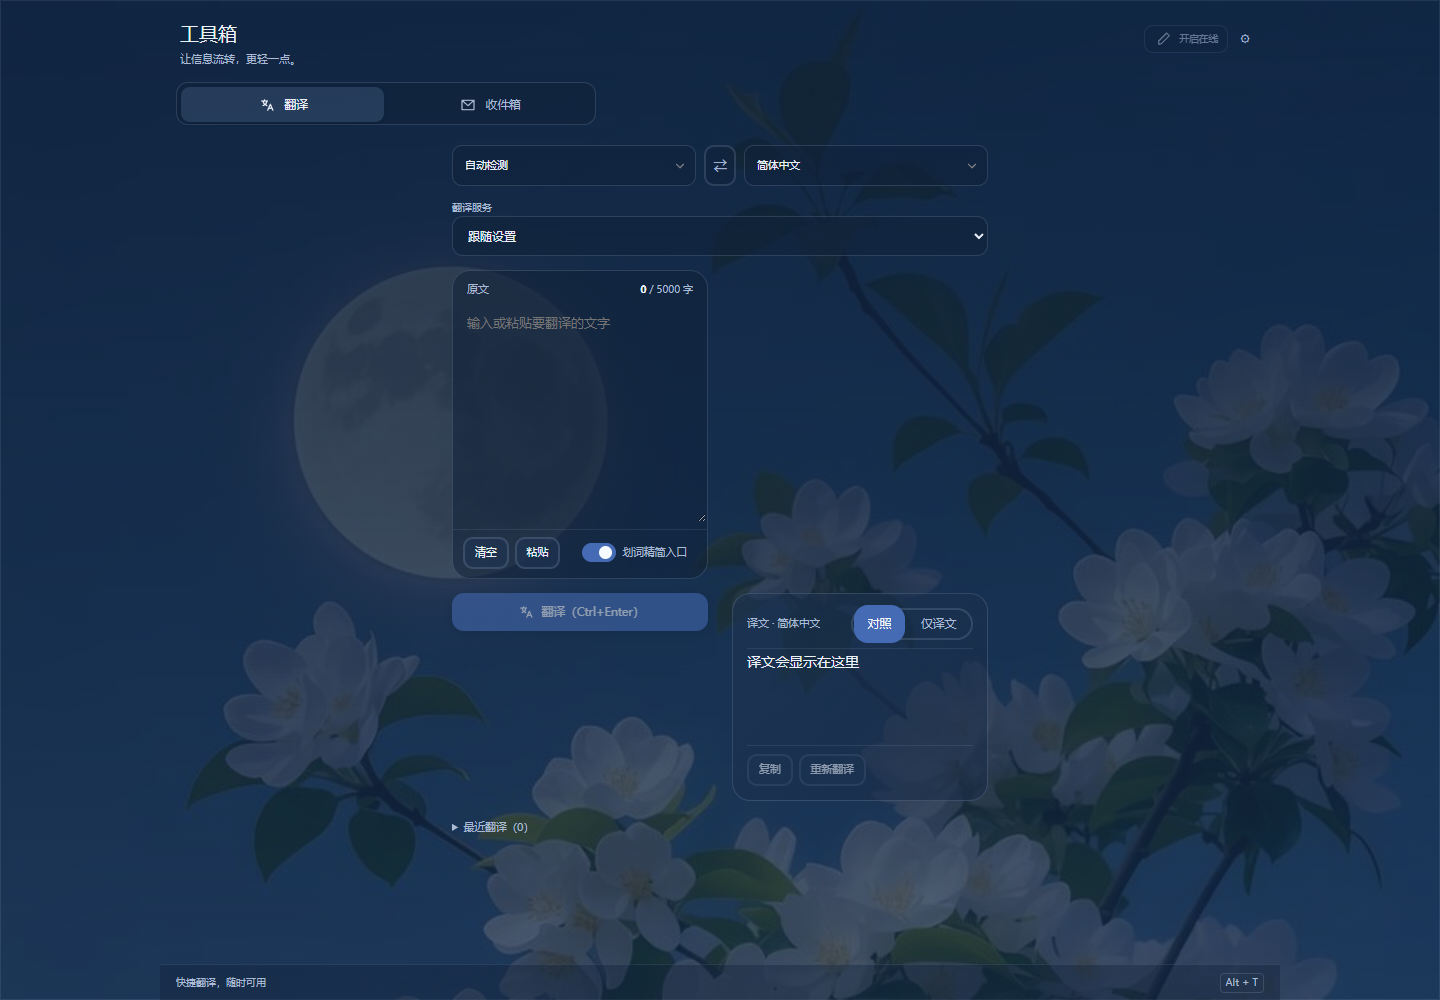 工具箱
让信息流转，更轻一点。
开启在线
翻译
收件箱
自动检测
简体中文
翻译服务
跟随设置
原文
0 / 5000 字
输入或粘贴要翻译的文字
清空
粘贴
划词精简入口
翻译（Ctrl+Enter）
译文 · 简体中文
对照
仅译文
译文会显示在这里
复制
重新翻译
最近翻译（0）
快捷翻译，随时可用
Alt + T